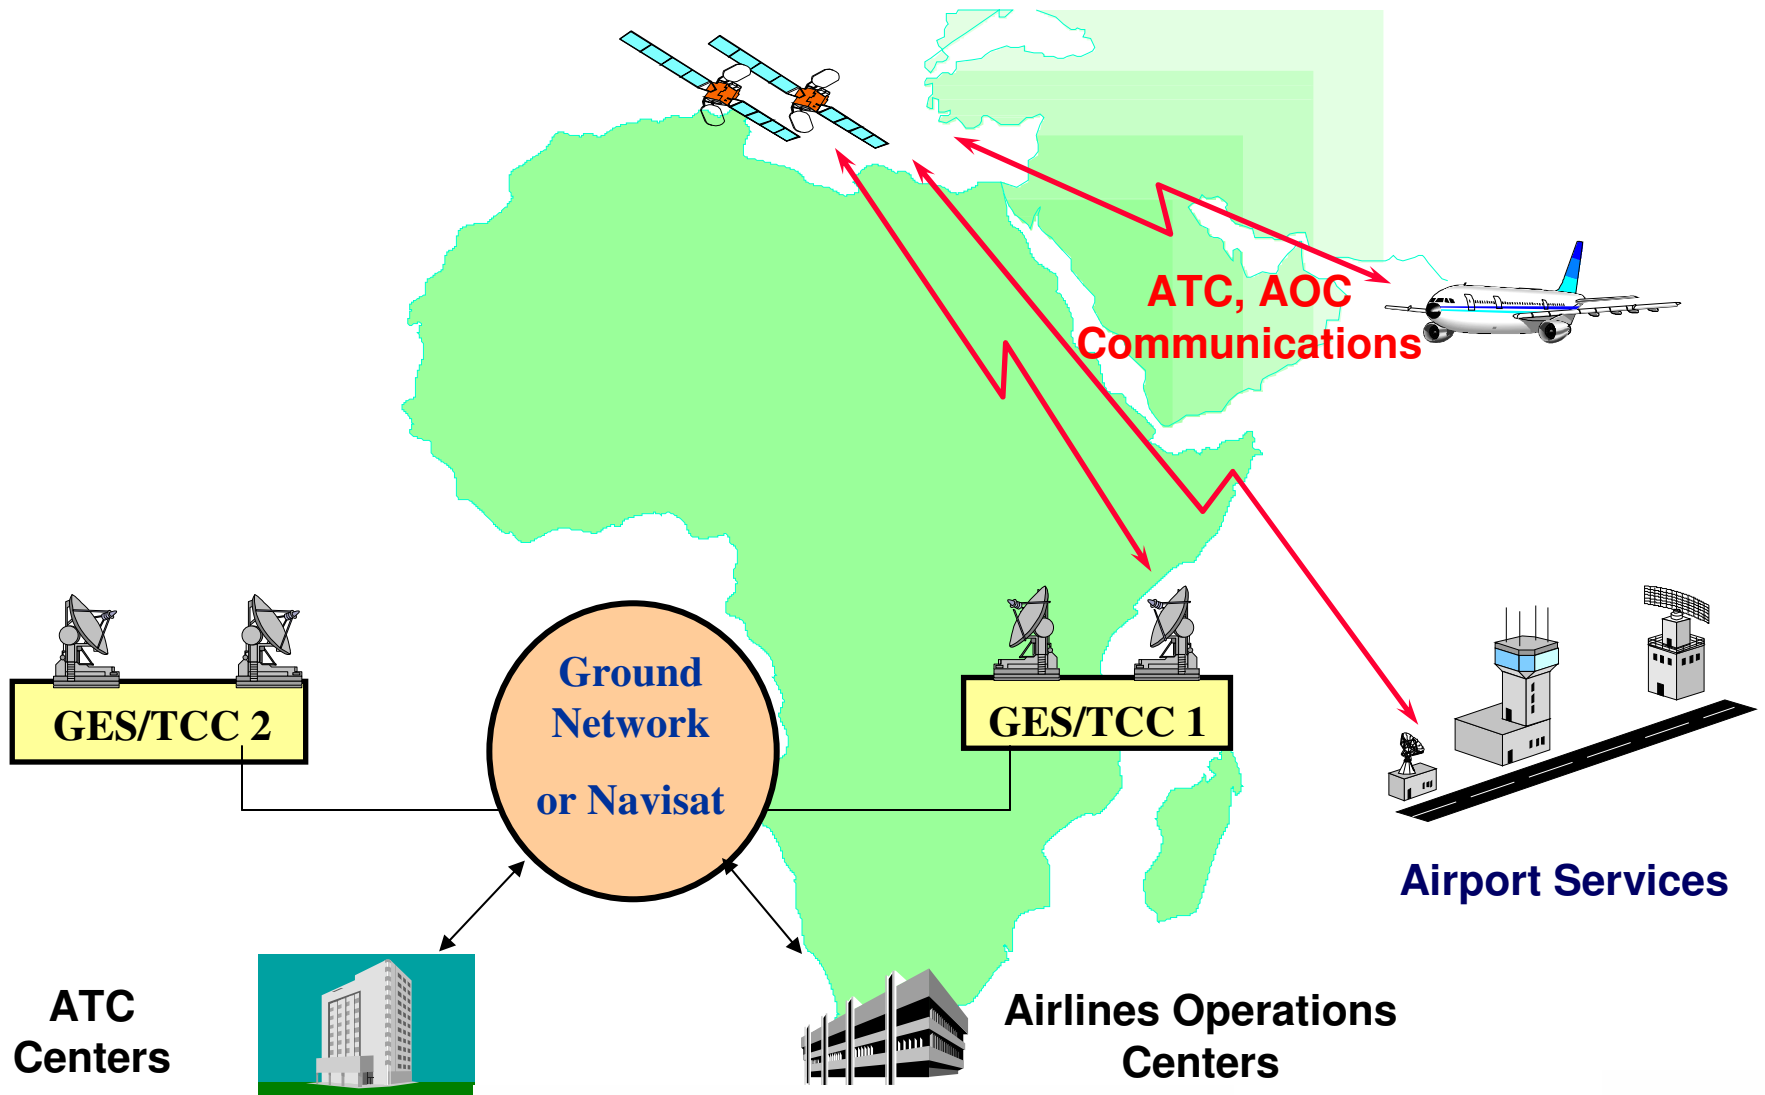 ATC, AOC
Communications
GES/TCC 2
Ground
Network
or Navisat
GES/TCC 1
Airport Services
ATC
Centers
Airlines Operations
Centers